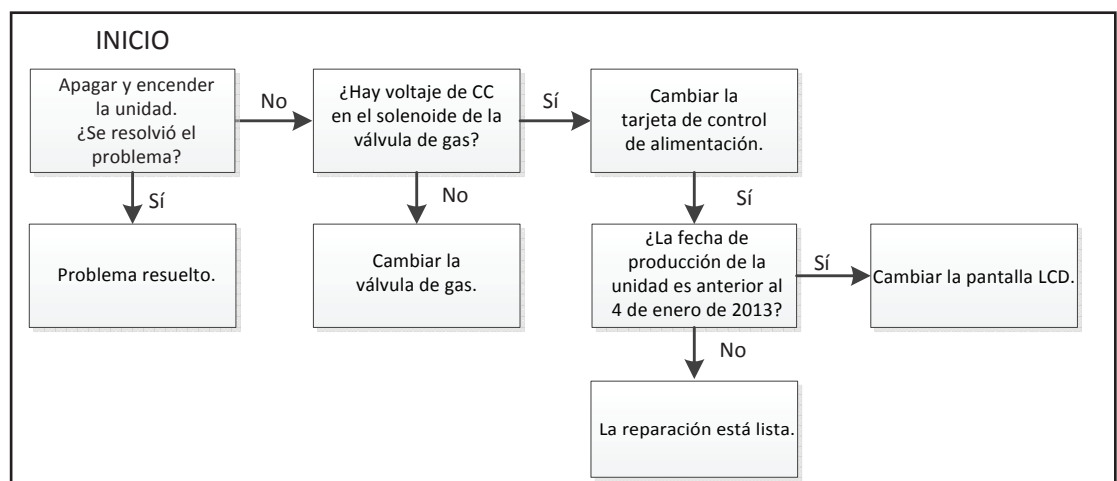 INICIO
Apagar y encender
la unidad.
¿Se resolvió el
problema?
No
¿Hay voltaje de CC
en el solenoide de la
válvula de gas?
Sí
Cambiar la
tarjeta de control
de alimentación.
Sí
No
Sí
Problema resuelto.
Cambiar la
válvula de gas.
¿La fecha de
producción de la
unidad es anterior al
4 de enero de 2013?
Sí
Cambiar la pantalla LCD.
No
La reparación está lista.